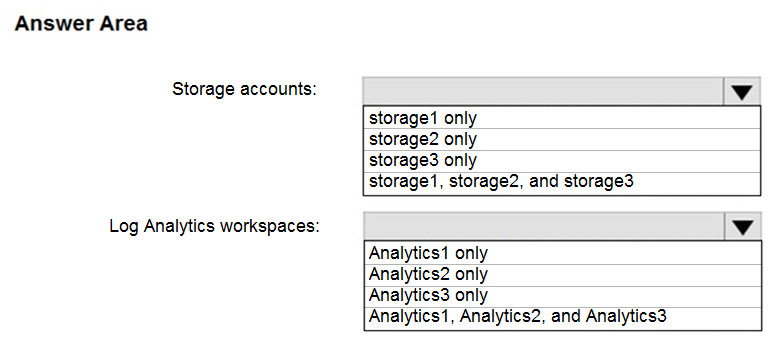 Answer Area
Storage accounts:
storage1 only
storage2 only
storage3 only
storage1, storage2, and storage3
Log Analytics workspaces:
Analytics1 only
Analytics2 only
Analytics3 only
Analytics1, Analytics2, and Analytics3